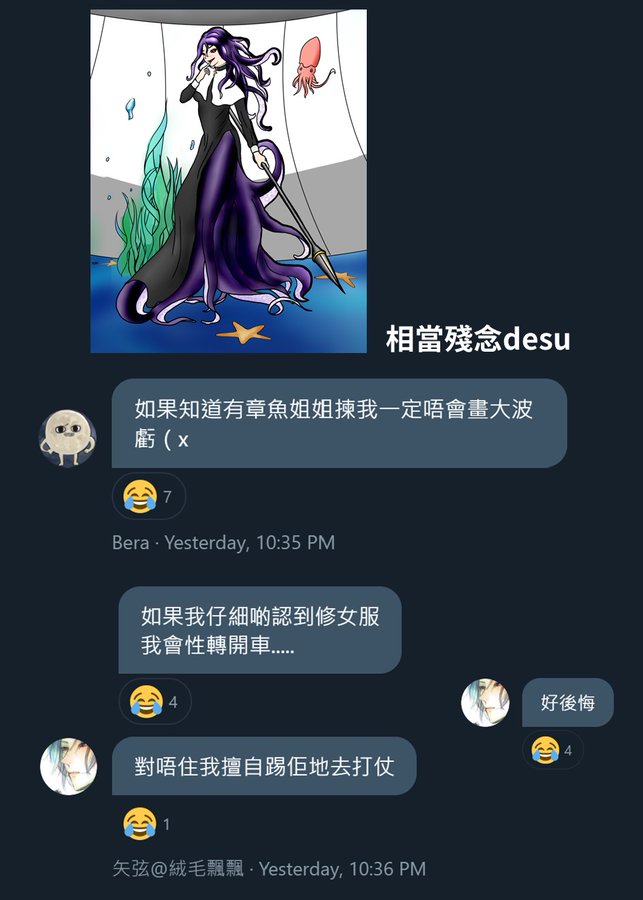 相當殘念desu
如果知道有章魚姐姐揀我一定唔會畫大波
虧（x
😂 7
Bera · Yesterday, 10:35 PM
如果我仔細啲認到修女服
我會性轉開車.....
😂 4
好後悔
😂 4
對唔住我擅自踢佢地去打仗
😂 1
矢弦@絨毛飄飄 · Yesterday, 10:36 PM